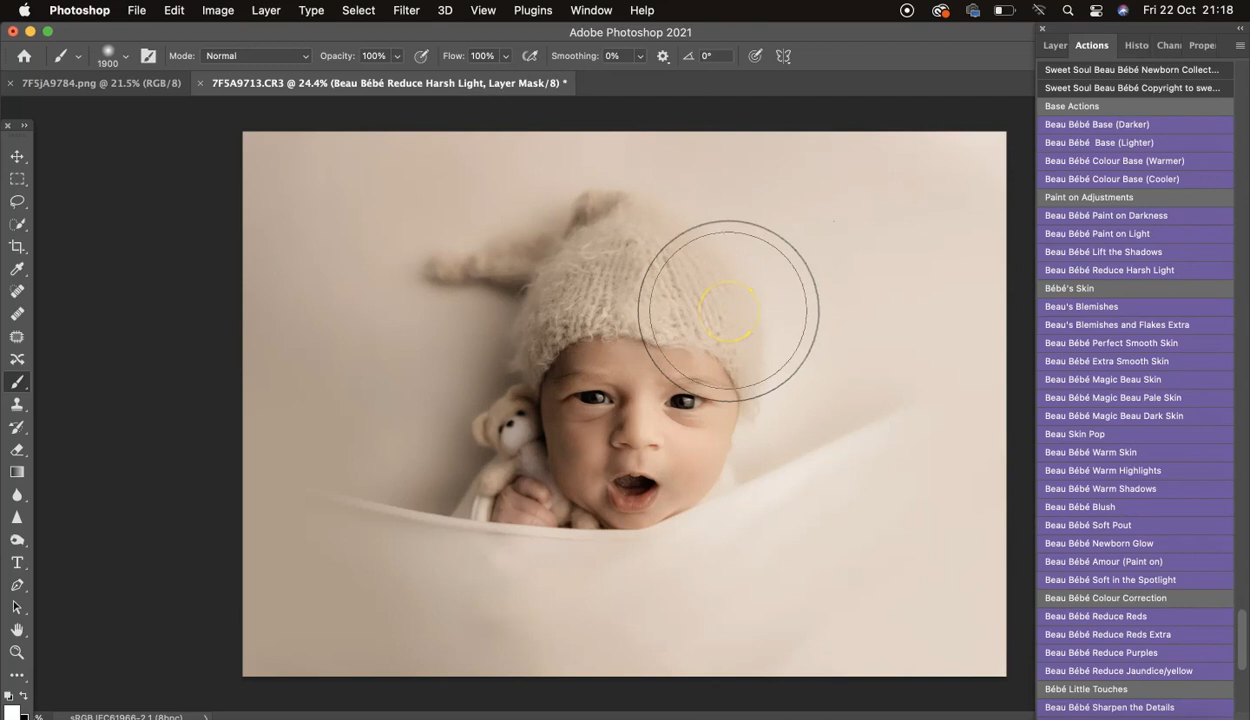 Photoshop File Edit Image Layer Type Select Filter 3D View Plugins Window Help Fri 22 Oct 21:18
Adobe Photoshop 2021
1900 Mode: Normal Opacity: 100% Flow: 100% Smoothing: 0% 0°
Layer Actions Histo Chann Prope
× 7F5jA9784.png @ 21.5% (RGB/8) × 7F5A9713.CR3 @ 24.4% (Beau Bébé Reduce Harsh Light, Layer Mask/8) *
Sweet Soul Beau Bébé Newborn Collect...
Sweet Soul Beau Bébé Copyright to swe...
Base Actions
Beau Bébé Base (Darker)
Beau Bébé Base (Lighter)
Beau Bébé Colour Base (Warmer)
Beau Bébé Colour Base (Cooler)
Paint on Adjustments
Beau Bébé Paint on Darkness
Beau Bébé Paint on Light
Beau Bébé Lift the Shadows
Beau Bébé Reduce Harsh Light
Bébé's Skin
Beau's Blemishes
Beau's Blemishes and Flakes Extra
Beau Bébé Perfect Smooth Skin
Beau Bébé Extra Smooth Skin
Beau Bébé Magic Beau Skin
Beau Bébé Magic Beau Pale Skin
Beau Bébé Magic Beau Dark Skin
Beau Skin Pop
Beau Bébé Warm Skin
Beau Bébé Warm Highlights
Beau Bébé Warm Shadows
Beau Bébé Blush
Beau Bébé Soft Pout
Beau Bébé Newborn Glow
Beau Bébé Amour (Paint on)
Beau Bébé Soft in the Spotlight
Beau Bébé Colour Correction
Beau Bébé Reduce Reds
Beau Bébé Reduce Reds Extra
Beau Bébé Reduce Purples
Beau Bébé Reduce Jaundice/yellow
Bébé Little Touches
Beau Bébé Sharpen the Details
% sRGB IEC61966-2.1 (8bpc)